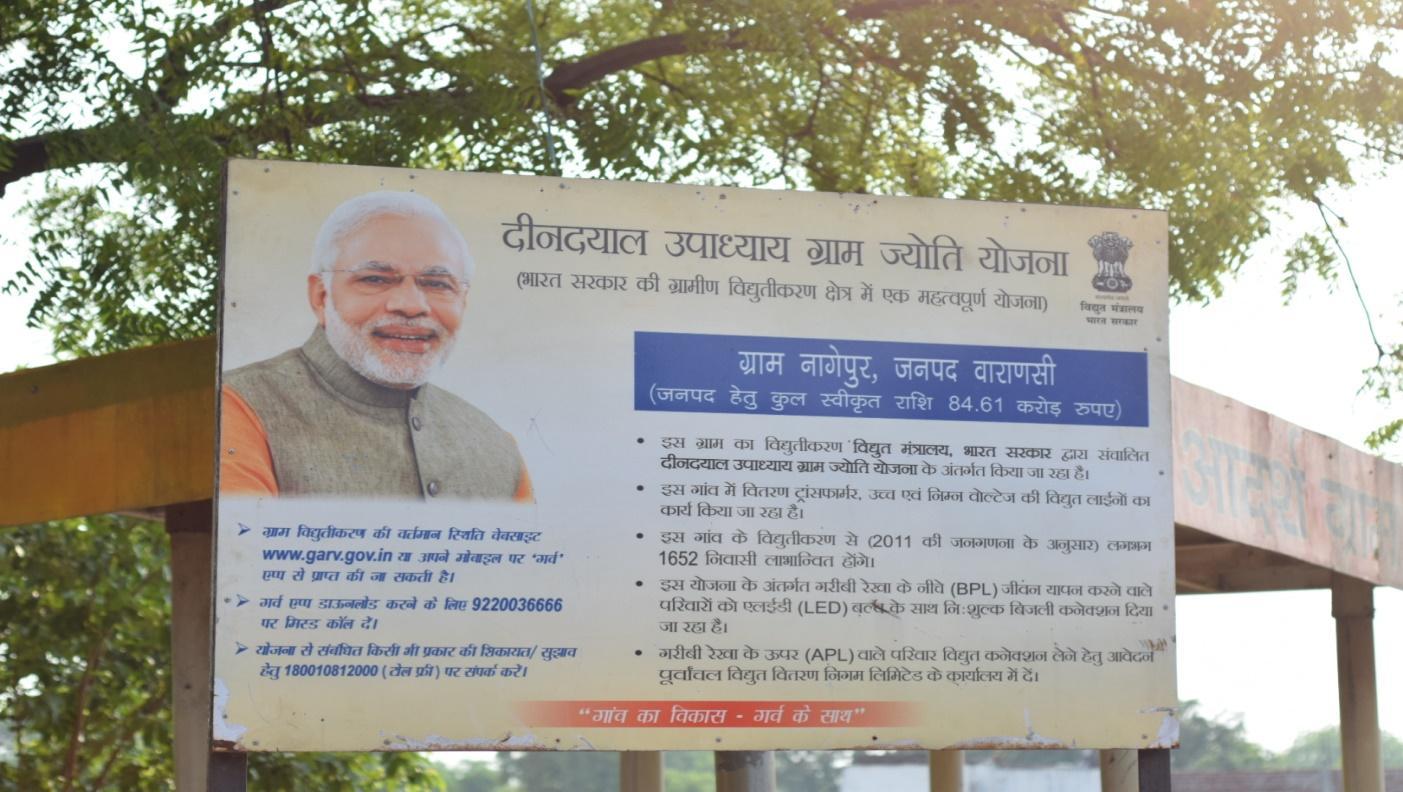 दीनदयाल उपाध्याय ग्राम ज्योति योजना
(भारत सरकार की ग्रामीण विद्युतीकरण क्षेत्र में एक महत्वपूर्ण योजना)
विद्युत मंत्रालय
भारत सरकार
ग्राम नागेपुर, जनपद वाराणसी
(जनपद हेतु कुल स्वीकृत राशि 84.61 करोड़ रुपए)
• इस ग्राम का विद्युतीकरण विद्युत मंत्रालय, भारत सरकार द्वारा संचालित
दीनदयाल उपाध्याय ग्राम ज्योति योजना के अंतर्गत किया जा रहा है।
• इस गांव में वितरण ट्रांसफार्मर, उच्च एवं निम्न वोल्टेज की विद्युत लाईनों का
कार्य किया जा रहा है।
• इस गांव के विद्युतीकरण से (2011 की जनगणना के अनुसार) लगभग
1652 निवासी लाभान्वित होंगे।
• इस योजना के अंतर्गत गरीबी रेखा के नीचे (BPL) जीवन यापन करने वाले
परिवारों को एलईडी (LED) बल्ब के साथ निःशुल्क बिजली कनेक्शन दिया
जा रहा है।
• गरीबी रेखा के ऊपर (APL) वाले परिवार विद्युत कनेक्शन लेने हेतु आवेदन
पूर्वांचल विद्युत वितरण निगम लिमिटेड के कार्यालय में दें।
➢ ग्राम विद्युतीकरण की वर्तमान स्थिति वेबसाइट
www.garv.gov.in या अपने मोबाइल पर ‘गर्व’
एप्प से प्राप्त की जा सकती है।
➢ गर्व एप्प डाऊनलोड करने के लिए 9220036666
पर मिस्ड कॉल दें।
➢ योजना से संबंधित किसी भी प्रकार की शिकायत/ सुझाव
हेतु 180010812000 (टोल फ्री) पर संपर्क करें।
“गांव का विकास - गर्व के साथ”
आदर्श ग्राम